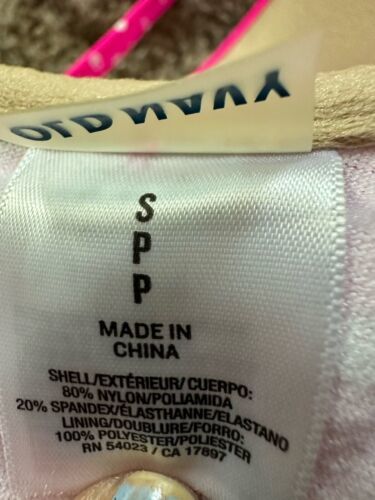 OLD NAVY
S
P
P
MADE IN
CHINA
SHELL/EXTÉRIEUR/ CUERPO:
80% NYLON/POLIAMIDA
20% SPANDEX/ÉLASTHANNE/ELASTANO
LINING/DOUBLURE/FORRO:
100% POLYESTER/POLIESTER
RN 54023 / CA 17897